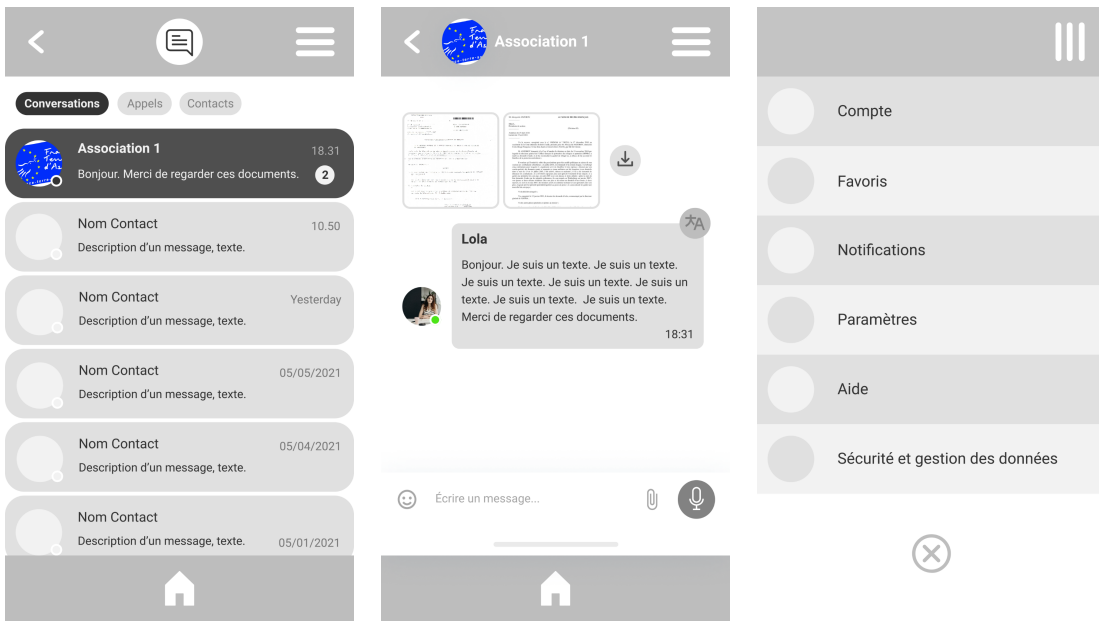 Conversations
Appels
Contacts
Association 1
18.31
Bonjour. Merci de regarder ces documents.
2
Nom Contact
10.50
Description d'un message, texte.
Nom Contact
Yesterday
Description d'un message, texte.
Nom Contact
05/05/2021
Description d'un message, texte.
Nom Contact
05/04/2021
Description d'un message, texte.
Nom Contact
Description d'un message, texte.
05/01/2021
Association 1
Lola
Bonjour. Je suis un texte. Je suis un texte.
Je suis un texte. Je suis un texte. Je suis un
texte. Je suis un texte.  Je suis un texte.
Merci de regarder ces documents.
18:31
Écrire un message...
Compte
Favoris
Notifications
Paramètres
Aide
Sécurité et gestion des données